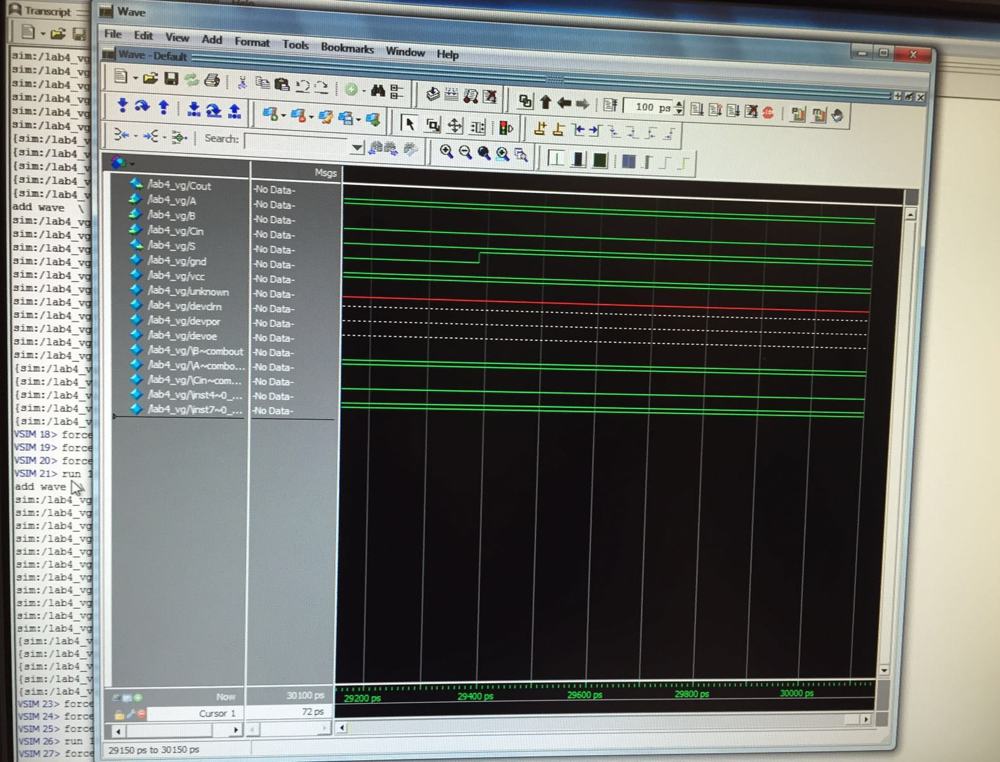 Transcript
Wave
File Edit View Add Format Tools Bookmarks Window Help
Wave - Default
100 ps
Search:
Msgs
/lab4_vg/Cout -No Data-
/lab4_vg/A -No Data-
/lab4_vg/B -No Data-
/lab4_vg/Cin -No Data-
/lab4_vg/S -No Data-
/lab4_vg/gnd -No Data-
/lab4_vg/vcc -No Data-
/lab4_vg/unknown -No Data-
/lab4_vg/devclrn -No Data-
/lab4_vg/devpor -No Data-
/lab4_vg/devoe -No Data-
/lab4_vg/\B~combout -No Data-
/lab4_vg/\A~combo... -No Data-
/lab4_vg/\Cin~com... -No Data-
/lab4_vg/\inst4~0_... -No Data-
/lab4_vg/\inst7~0_... -No Data-
Now 30100 ps
29200 ps 29400 ps 29600 ps 29800 ps 30000 ps
Cursor 1 72 ps
29150 ps to 30150 ps
sim:/lab4_vg
sim:/lab4_vg
sim:/lab4_vg
sim:/lab4_vg
sim:/lab4_vg
sim:/lab4_vg
{sim:/lab4_v
{sim:/lab4_v
{sim:/lab4_v
{sim:/lab4_v
{sim:/lab4_v
add wave \
sim:/lab4_vg
sim:/lab4_vg
sim:/lab4_vg
sim:/lab4_vg
sim:/lab4_vg
sim:/lab4_vg
sim:/lab4_vg
sim:/lab4_vg
sim:/lab4_vg
sim:/lab4_vg
sim:/lab4_vg
{sim:/lab4_v
{sim:/lab4_v
{sim:/lab4_v
{sim:/lab4_v
{sim:/lab4_v
VSIM 18> force
VSIM 19> force
VSIM 20> force
VSIM 21> run 1
add wave
sim:/lab4_vg
sim:/lab4_vg
sim:/lab4_vg
sim:/lab4_vg
sim:/lab4_vg
sim:/lab4_vg
sim:/lab4_vg
sim:/lab4_vg
sim:/lab4_vg
sim:/lab4_vg
sim:/lab4_vg
{sim:/lab4_v
{sim:/lab4_v
{sim:/lab4_v
{sim:/lab4_v
{sim:/lab4_v
VSIM 23> force
VSIM 24> force
VSIM 25> force
VSIM 26> run 1
VSIM 27> force